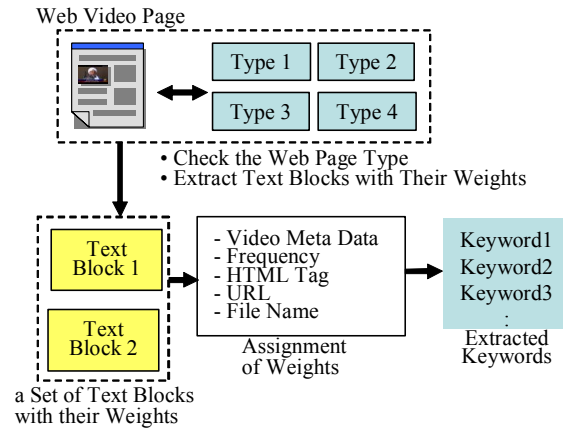 Web Video Page
Type 1
Type 2
Type 3
Type 4
• Check the Web Page Type
• Extract Text Blocks with Their Weights
Text
Block 1
Text
Block 2
a Set of Text Blocks
with their Weights
- Video Meta Data
- Frequency
- HTML Tag
- URL
- File Name
Assignment
of Weights
Keyword1
Keyword2
Keyword3
:
Extracted
Keywords